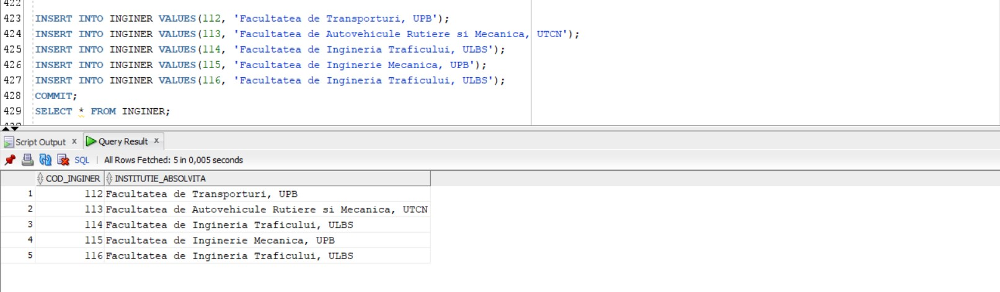 422
423 INSERT INTO INGINER VALUES(112, 'Facultatea de Transporturi, UPB');
424 INSERT INTO INGINER VALUES(113, 'Facultatea de Autovehicule Rutiere si Mecanica, UTCN');
425 INSERT INTO INGINER VALUES(114, 'Facultatea de Ingineria Traficului, ULBS');
426 INSERT INTO INGINER VALUES(115, 'Facultatea de Inginerie Mecanica, UPB');
427 INSERT INTO INGINER VALUES(116, 'Facultatea de Ingineria Traficului, ULBS');
428 COMMIT;
429 SELECT * FROM INGINER;
430
Script Output x Query Result x
SQL | All Rows Fetched: 5 in 0,005 seconds
COD_INGINER INSTITUTIE_ABSOLVITA
1 112 Facultatea de Transporturi, UPB
2 113 Facultatea de Autovehicule Rutiere si Mecanica, UTCN
3 114 Facultatea de Ingineria Traficului, ULBS
4 115 Facultatea de Inginerie Mecanica, UPB
5 116 Facultatea de Ingineria Traficului, ULBS